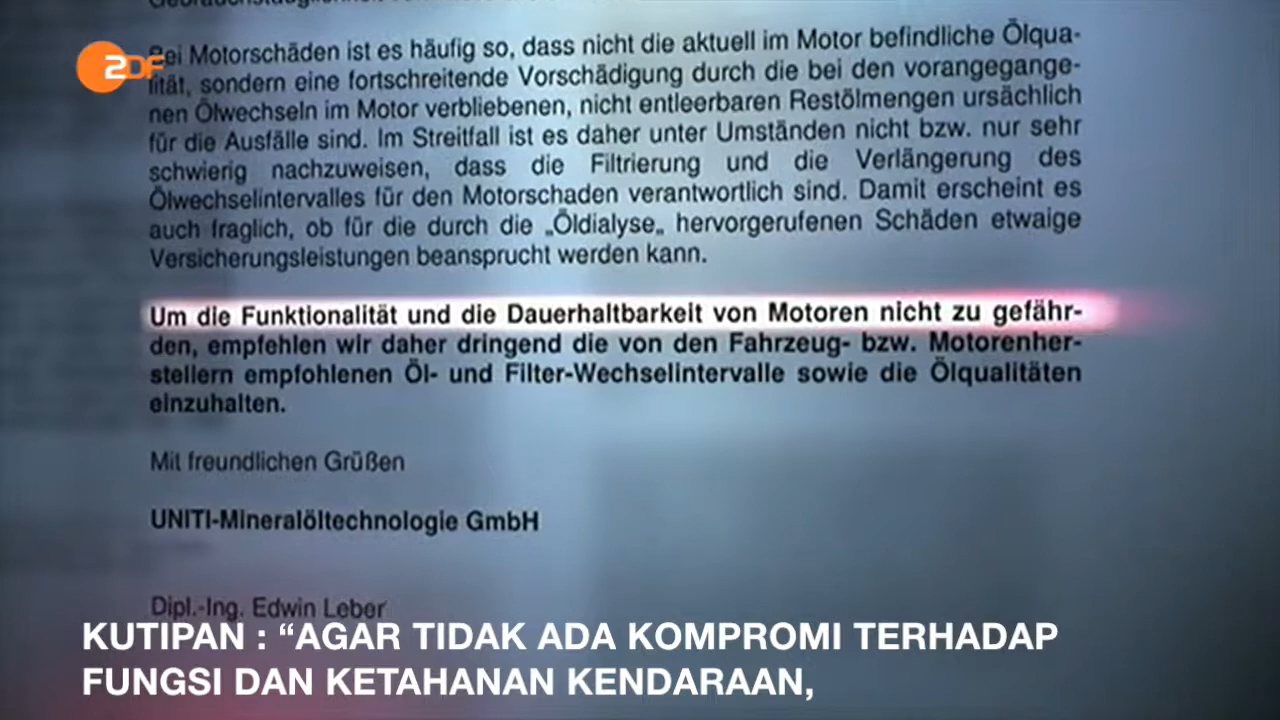 ZDF
Bei Motorschäden ist es häufig so, dass nicht die aktuell im Motor befindliche Ölqua-
lität, sondern eine fortschreitende Vorschädigung durch die bei den vorangegange-
nen Ölwechseln im Motor verbliebenen, nicht entleerbaren Restölmengen ursächlich
für die Ausfälle sind. Im Streitfall ist es daher unter Umständen nicht bzw. nur sehr
schwierig nachzuweisen, dass die Filtrierung und die Verlängerung des
Ölwechselintervalles für den Motorschaden verantwortlich sind. Damit erscheint es
auch fraglich, ob für die durch die „Öldialyse„ hervorgerufenen Schäden etwaige
Versicherungsleistungen beansprucht werden kann.
Um die Funktionalität und die Dauerhaltbarkeit von Motoren nicht zu gefähr-
den, empfehlen wir daher dringend die von den Fahrzeug- bzw. Motorenher-
stellern empfohlenen Öl- und Filter-Wechselintervalle sowie die Ölqualitäten
einzuhalten.
Mit freundlichen Grüßen
UNITI-Mineralöltechnologie GmbH
Dipl.-Ing. Edwin Leber
KUTIPAN : “AGAR TIDAK ADA KOMPROMI TERHADAP
FUNGSI DAN KETAHANAN KENDARAAN,